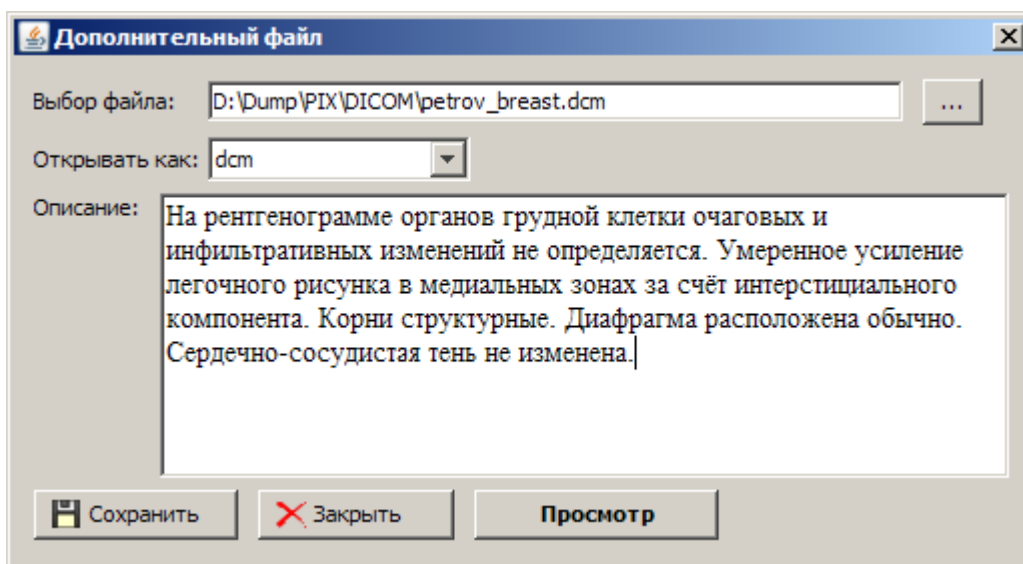 Дополнительный файл
Выбор файла: D:\Dump\PIX\DICOM\petrov_breast.dcm ...
Открывать как: dcm
Описание:
На рентгенограмме органов грудной клетки очаговых и
инфильтративных изменений не определяется. Умеренное усиление
легочного рисунка в медиальных зонах за счёт интерстициального
компонента. Корни структурные. Диафрагма расположена обычно.
Сердечно-сосудистая тень не изменена.
Сохранить Закрыть Просмотр